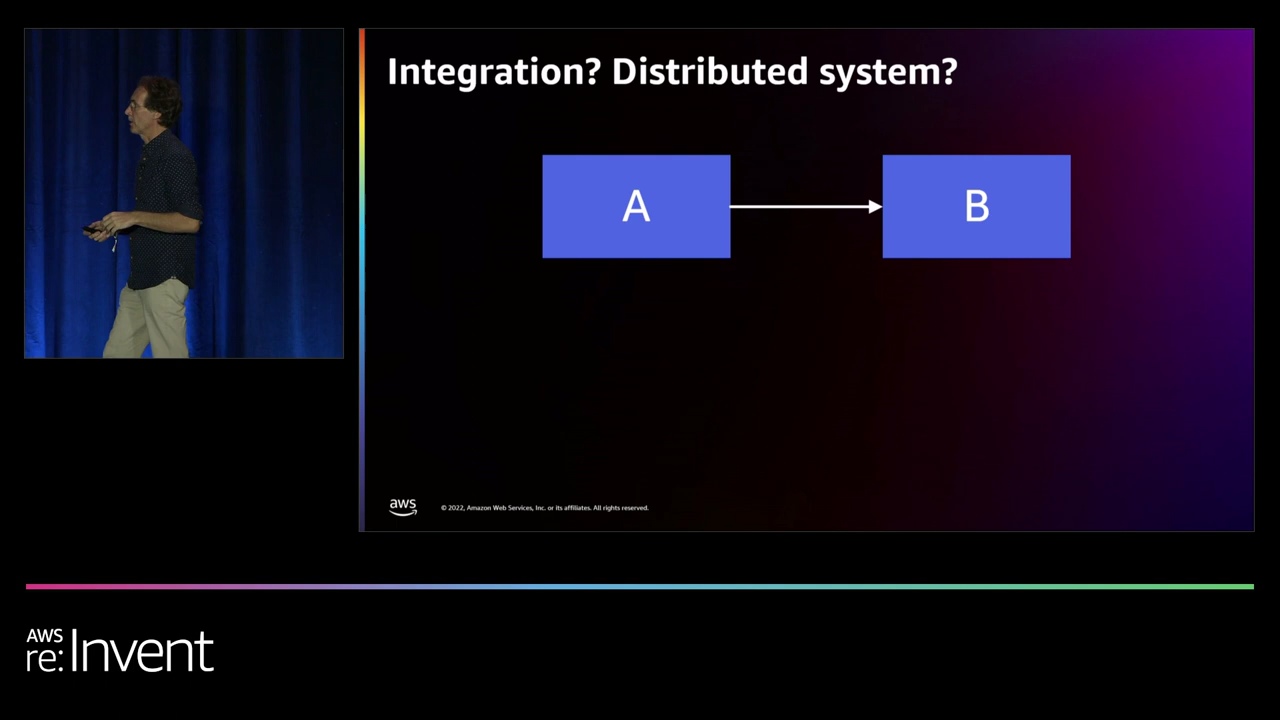 Integration? Distributed system?
A
B
aws
© 2022, Amazon Web Services, Inc. or its affiliates. All rights reserved.
AWS
re:Invent